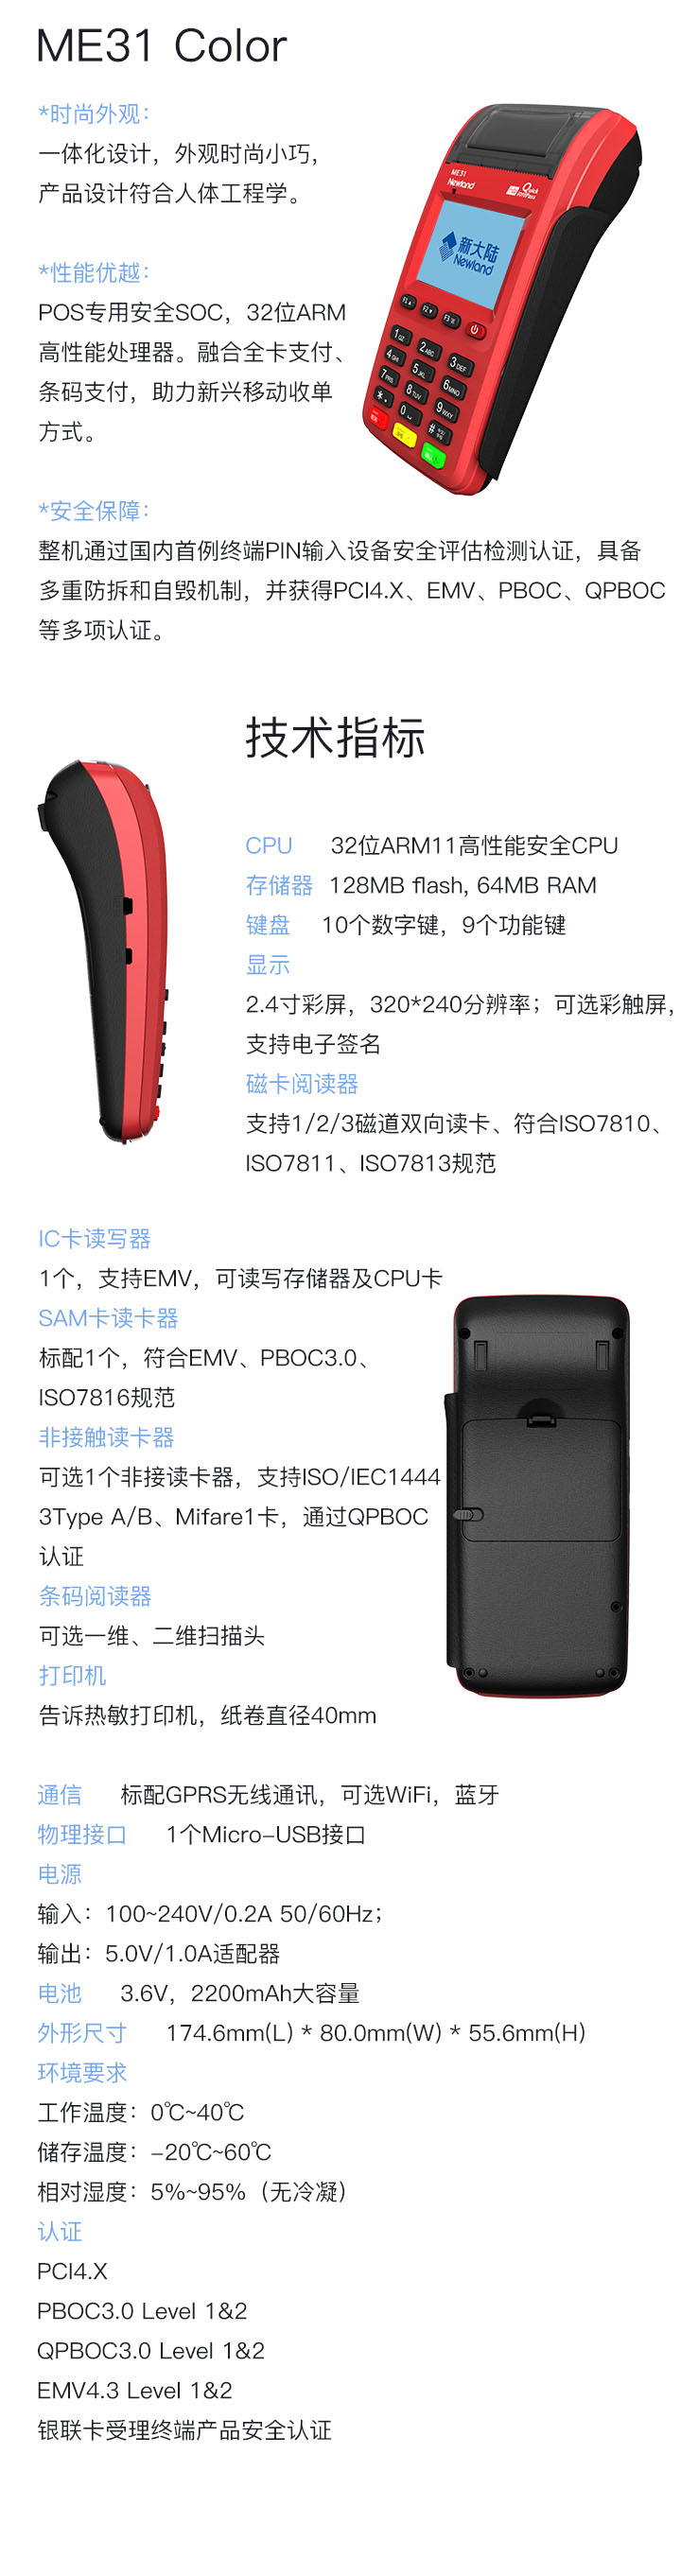 ME31 Color
*时尚外观：
一体化设计，外观时尚小巧，
产品设计符合人体工程学。
ME31
Newland
Quick
新大陆
Newland
*性能优越：
POS专用安全SOC，32位ARM
高性能处理器。融合全卡支付、
条码支付，助力新兴移动收单
方式。
F1▲ F2▼ F3
1QZ 2ABC 3DEF
4GHI 5JKL 6MNO
7PRS 8TUV 9WXY
*. 0 #
*安全保障：
整机通过国内首例终端PIN输入设备安全评估检测认证，具备
多重防拆和自毁机制，并获得PCI4.X、EMV、PBOC、QPBOC
等多项认证。
技术指标
CPU 32位ARM11高性能安全CPU
存储器 128MB flash, 64MB RAM
键盘 10个数字键，9个功能键
显示
2.4寸彩屏，320*240分辨率；可选彩触屏，
支持电子签名
磁卡阅读器
支持1/2/3磁道双向读卡、符合ISO7810、
ISO7811、ISO7813规范
IC卡读写器
1个，支持EMV，可读写存储器及CPU卡
SAM卡读卡器
标配1个，符合EMV、PBOC3.0、
ISO7816规范
非接触读卡器
可选1个非接读卡器，支持ISO/IEC1444
3Type A/B、Mifare1卡，通过QPBOC
认证
条码阅读器
可选一维、二维扫描头
打印机
告诉热敏打印机，纸卷直径40mm
通信 标配GPRS无线通讯，可选WiFi，蓝牙
物理接口 1个Micro-USB接口
电源
输入：100~240V/0.2A 50/60Hz；
输出：5.0V/1.0A适配器
电池 3.6V，2200mAh大容量
外形尺寸 174.6mm(L) * 80.0mm(W) * 55.6mm(H)
环境要求
工作温度：0℃~40℃
储存温度：-20℃~60℃
相对湿度：5%~95%（无冷凝）
认证
PCI4.X
PBOC3.0 Level 1&2
QPBOC3.0 Level 1&2
EMV4.3 Level 1&2
银联卡受理终端产品安全认证